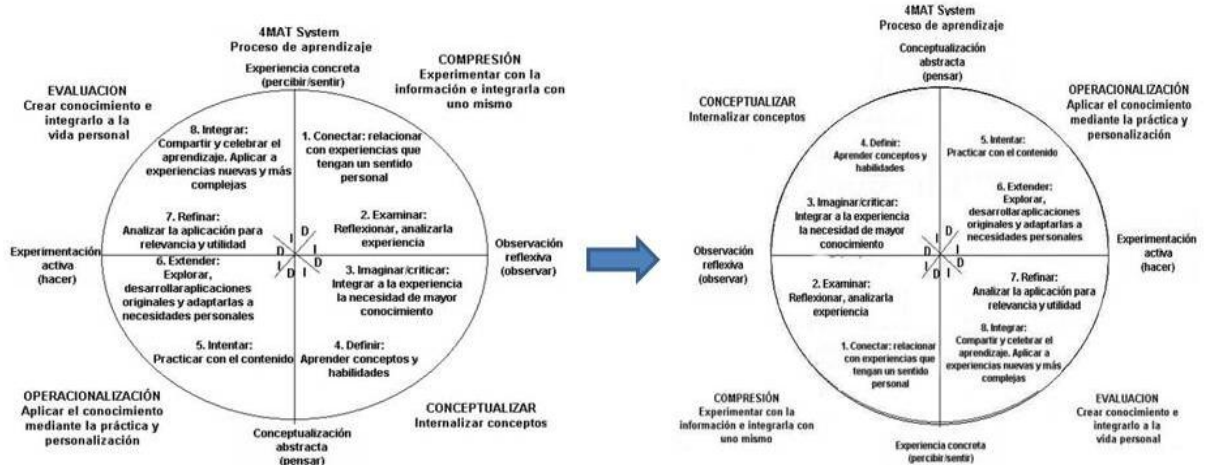 4MAT System
Proceso de aprendizaje
Experiencia concreta
(percibir/sentir)
COMPRESIÓN
Experimentar con la
información e integrarla con
uno mismo
EVALUACION
Crear conocimiento e
integrarlo a la
vida personal
8. Integrar:
Compartir y celebrar el
aprendizaje. Aplicar a
experiencias nuevas y más
complejas
1. Conectar: relacionar
con experiencias que
tengan un sentido
personal
7. Refinar:
Analizar la aplicación para
relevancia y utilidad
2. Examinar:
Reflexionar, analizarla
experiencia
Experimentación
activa
(hacer)
I D
D I
I D
D I
Observación
reflexiva
(observar)
6. Extender:
Explorar,
desarrollaraplicaciones
originales y adaptarlas a
necesidades personales
3. Imaginar/criticar:
Integrar a la experiencia
la necesidad de mayor
conocimiento
5. Intentar:
Practicar con el contenido
4. Definir:
Aprender conceptos y
habilidades
OPERACIONALIZACIÓN
Aplicar el conocimiento
mediante la práctica y
personalización
CONCEPTUALIZAR
Internalizar conceptos
Conceptualización
abstracta
(pensar)
4MAT System
Proceso de aprendizaje
Conceptualización
abstracta
(pensar)
CONCEPTUALIZAR
Internalizar conceptos
OPERACIONALIZACIÓN
Aplicar el conocimiento
mediante la práctica y
personalización
4. Definir:
Aprender conceptos y
habilidades
5. Intentar:
Practicar con el contenido
3. Imaginar/criticar:
Integrar a la experiencia
la necesidad de mayor
conocimiento
6. Extender:
Explorar,
desarrollaraplicaciones
originales y adaptarlas a
necesidades personales
Observación
reflexiva
(observar)
I D
D I
I D
D I
Experimentación
activa
(hacer)
2. Examinar:
Reflexionar, analizarla
experiencia
7. Refinar:
Analizar la aplicación para
relevancia y utilidad
1. Conectar: relacionar
con experiencias que
tengan un sentido
personal
8. Integrar:
Compartir y celebrar el
aprendizaje. Aplicar a
experiencias nuevas y más
complejas
COMPRESIÓN
Experimentar con la
información e integrarla con
uno mismo
EVALUACION
Crear conocimiento e
integrarlo a la
vida personal
Experiencia concreta
(percibir/sentir)